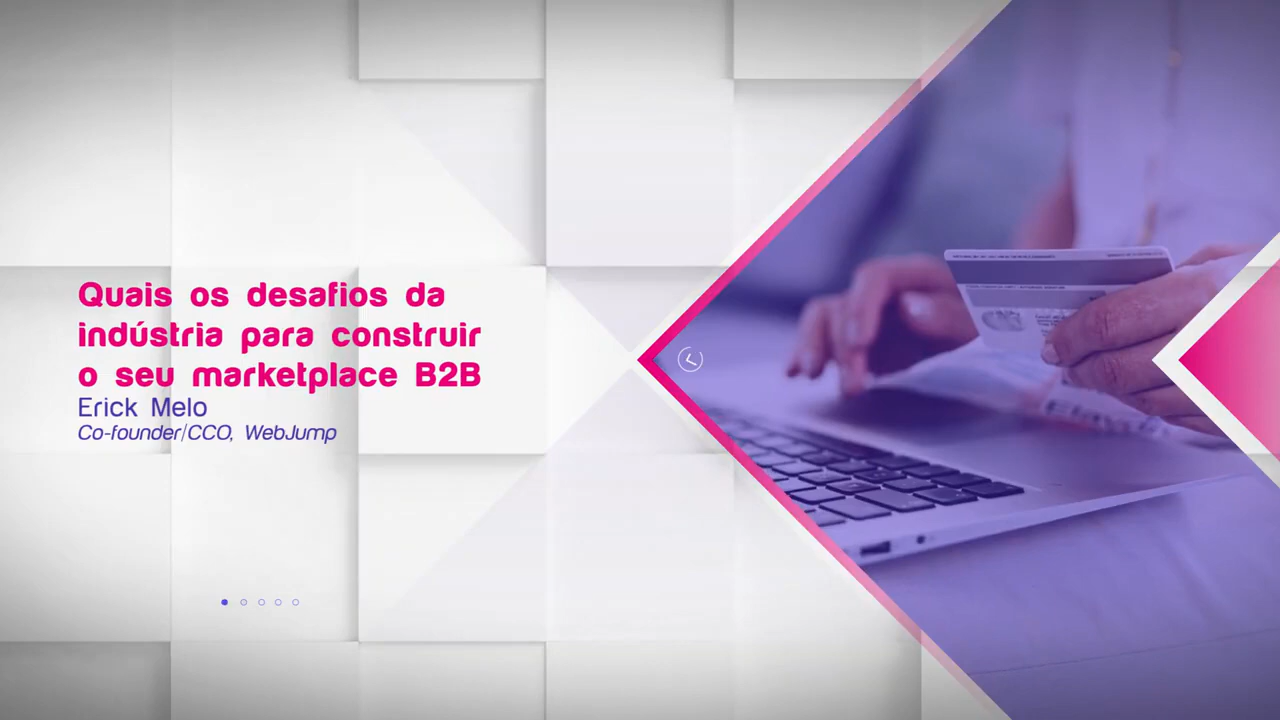 Quais os desafios da
indústria para construir
o seu marketplace B2B
Erick Melo
Co-founder/CCO, WebJump